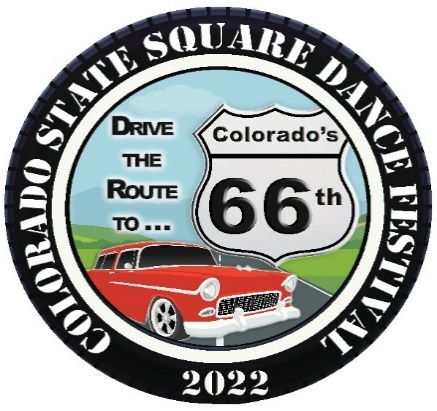 COLORADO STATE SQUARE DANCE FESTIVAL
DRIVE
THE
ROUTE
TO...
Colorado's
66th
2022